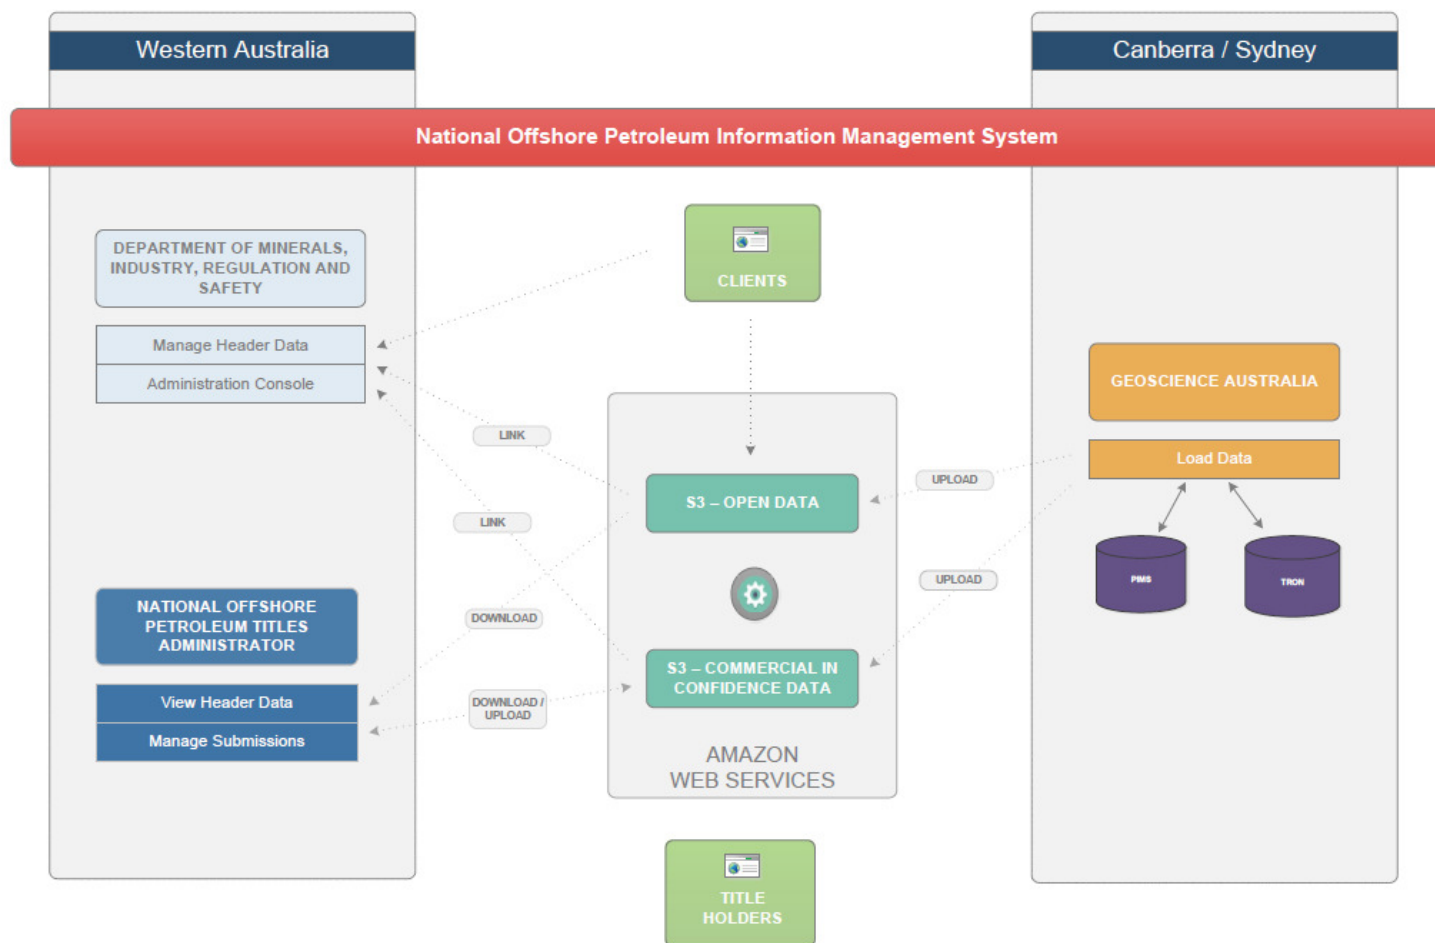 Western Australia
Canberra / Sydney
National Offshore Petroleum Information Management System
DEPARTMENT OF MINERALS,
INDUSTRY, REGULATION AND
SAFETY
Manage Header Data
Administration Console
CLIENTS
GEOSCIENCE AUSTRALIA
Load Data
PIMS
TRON
LINK
LINK
UPLOAD
UPLOAD
S3 – OPEN DATA
DOWNLOAD
NATIONAL OFFSHORE
PETROLEUM TITLES
ADMINISTRATOR
View Header Data
Manage Submissions
DOWNLOAD /
UPLOAD
S3 – COMMERCIAL IN
CONFIDENCE DATA
AMAZON
WEB SERVICES
TITLE
HOLDERS